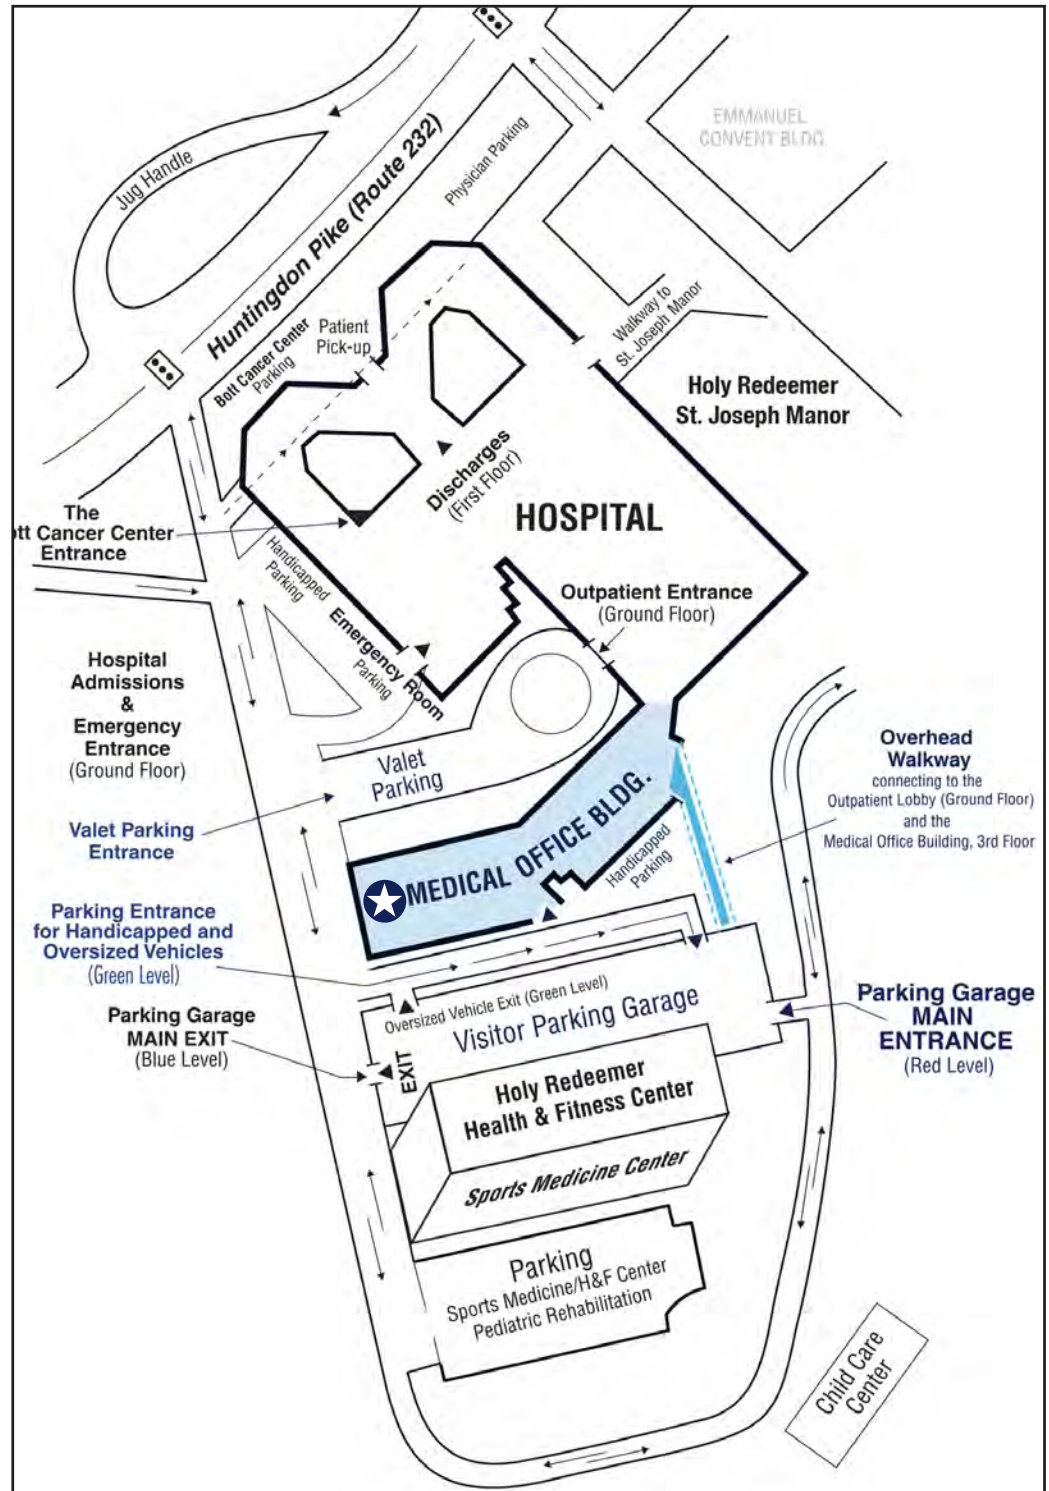 EMMANUEL
CONVENT BLDG.
Jug Handle
Huntingdon Pike (Route 232)
Physician Parking
Bott Cancer Center
Parking
Patient
Pick-up
Walkway to
St. Joseph Manor
Holy Redeemer
St. Joseph Manor
Discharges
(First Floor)
HOSPITAL
The
ott Cancer Center
Entrance
Handicapped
Parking
Outpatient Entrance
(Ground Floor)
Emergency Room
Parking
Hospital
Admissions
&
Emergency
Entrance
(Ground Floor)
Valet
Parking
Overhead
Walkway
connecting to the
Outpatient Lobby (Ground Floor)
and the
Medical Office Building, 3rd Floor
Valet Parking
Entrance
MEDICAL OFFICE BLDG.
Handicapped
Parking
Parking Entrance
for Handicapped and
Oversized Vehicles
(Green Level)
Oversized Vehicle Exit (Green Level)
Visitor Parking Garage
Parking Garage
MAIN EXIT
(Blue Level)
EXIT
Parking Garage
MAIN
ENTRANCE
(Red Level)
Holy Redeemer
Health & Fitness Center
Sports Medicine Center
Parking
Sports Medicine/H&F Center
Pediatric Rehabilitation
Child Care
Center